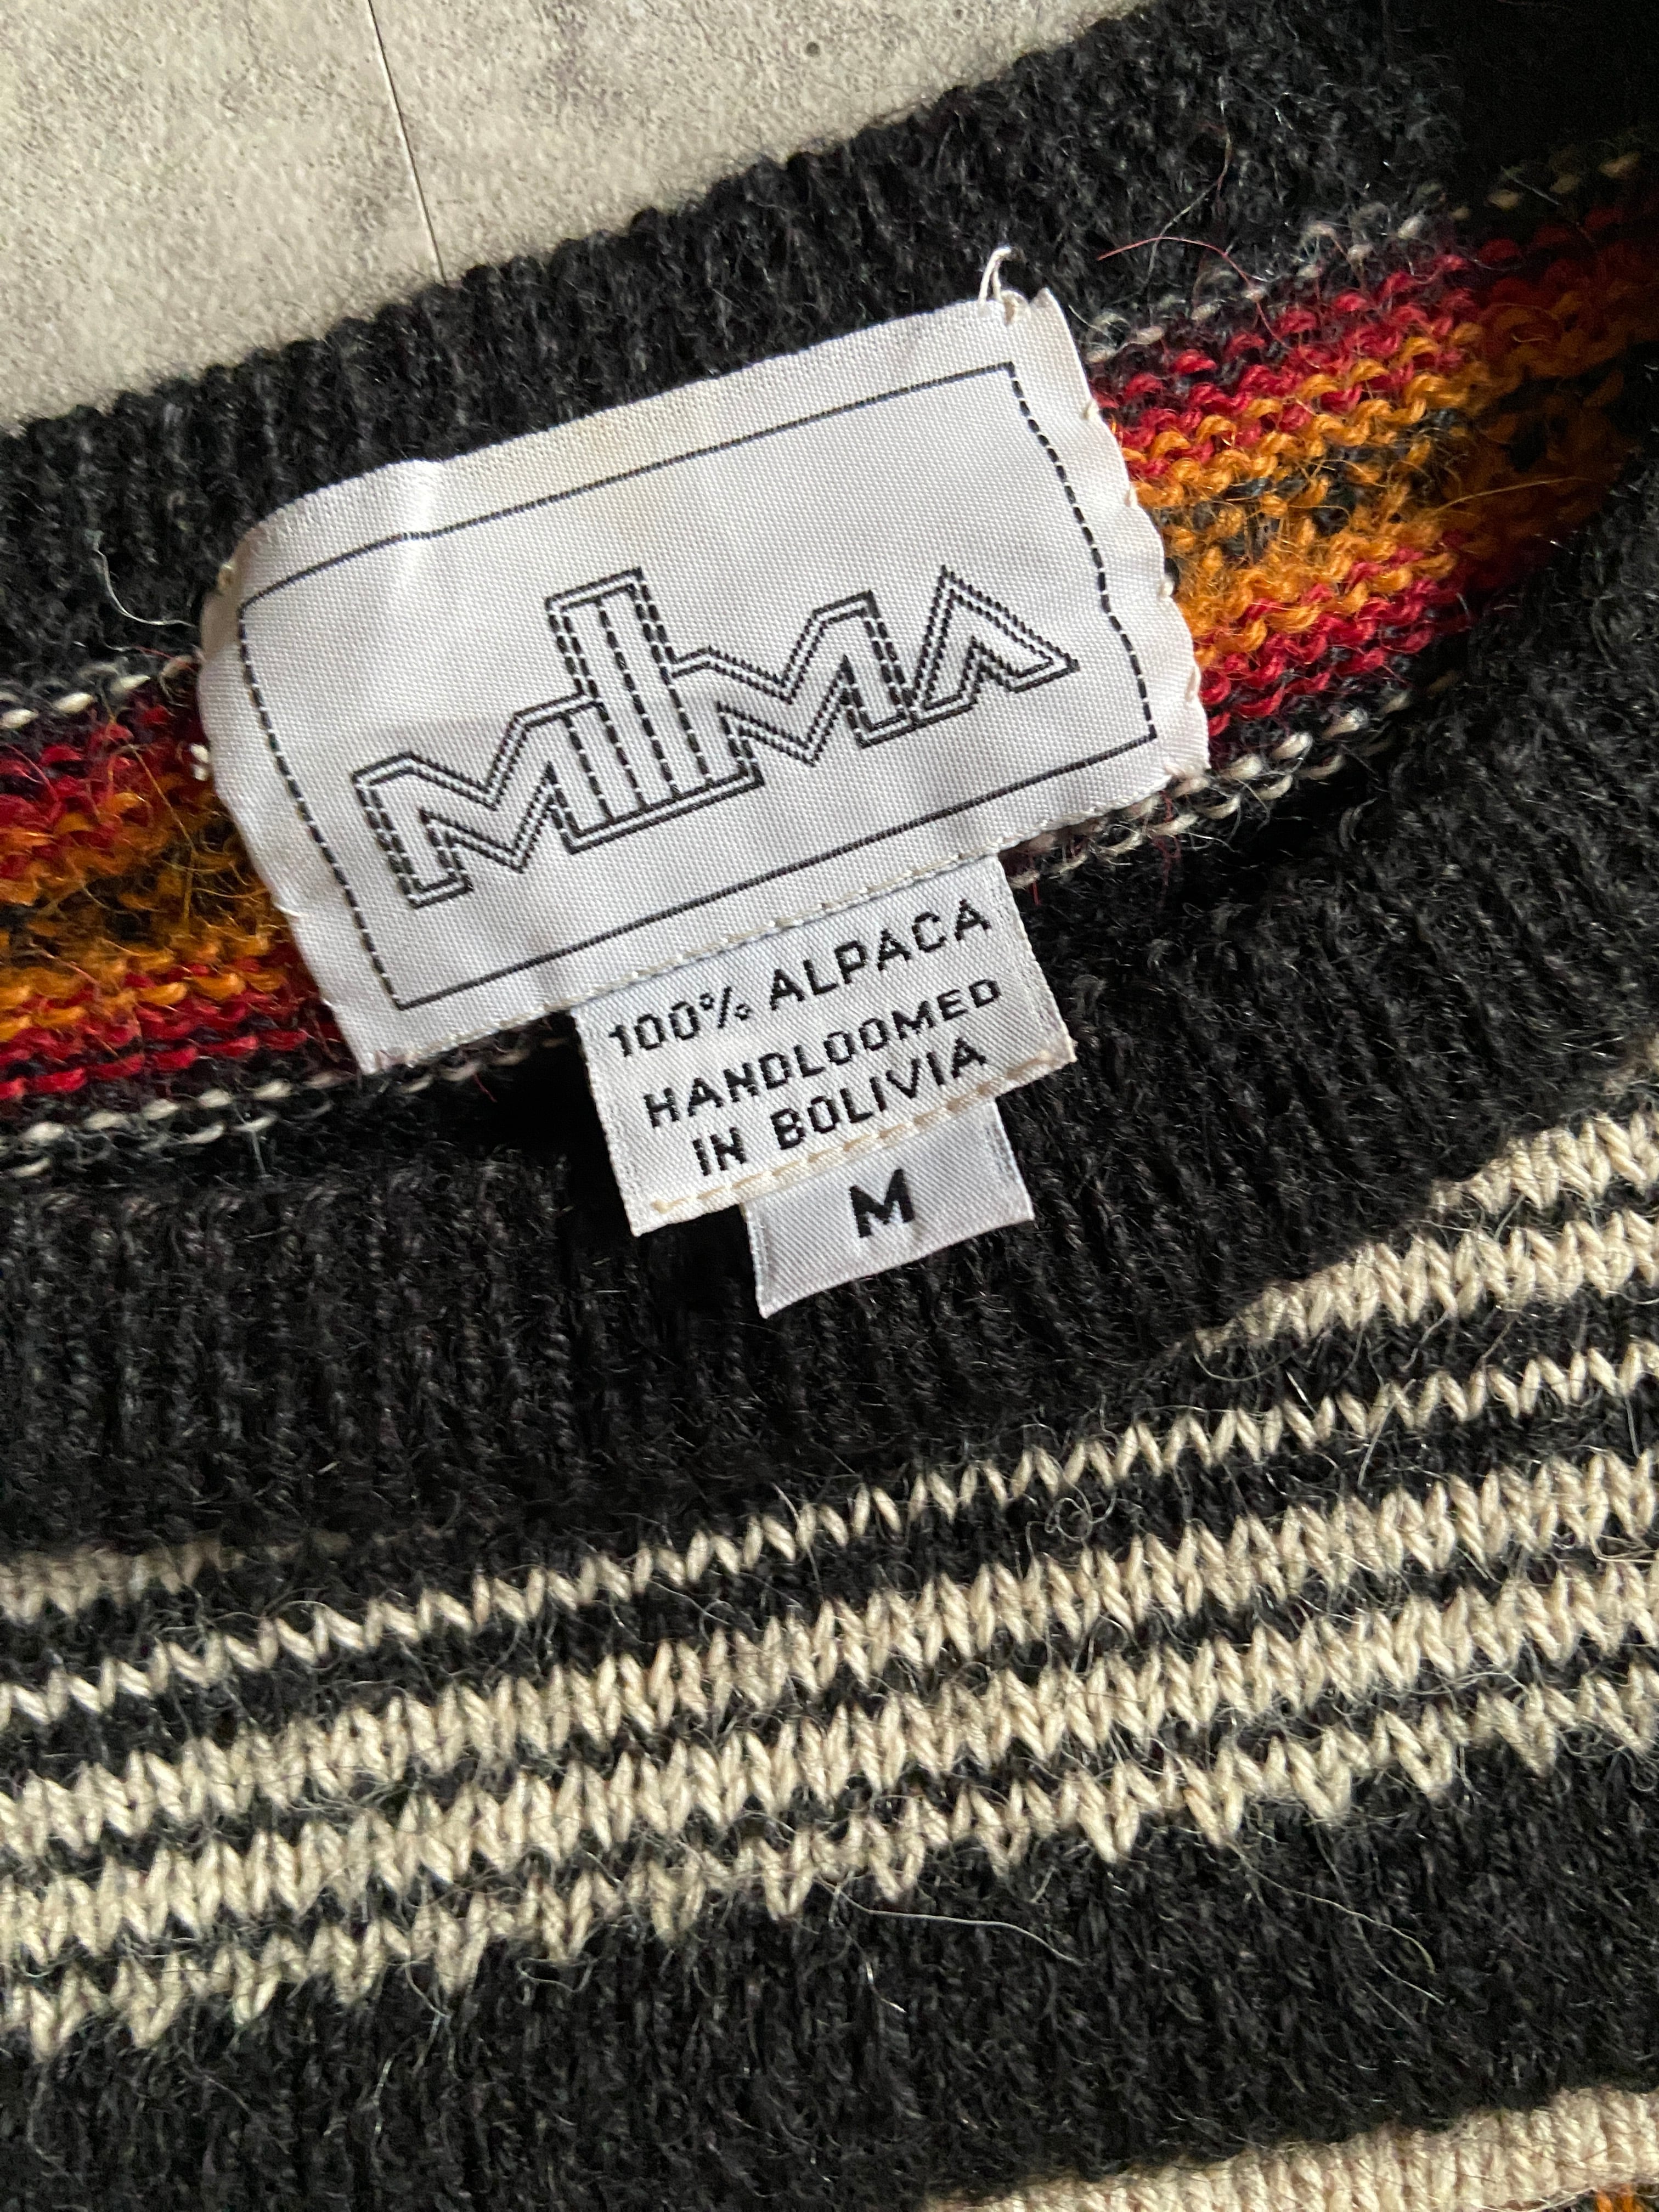 MILMA
100% ALPACA
HANDLOOMED
IN BOLIVIA
M